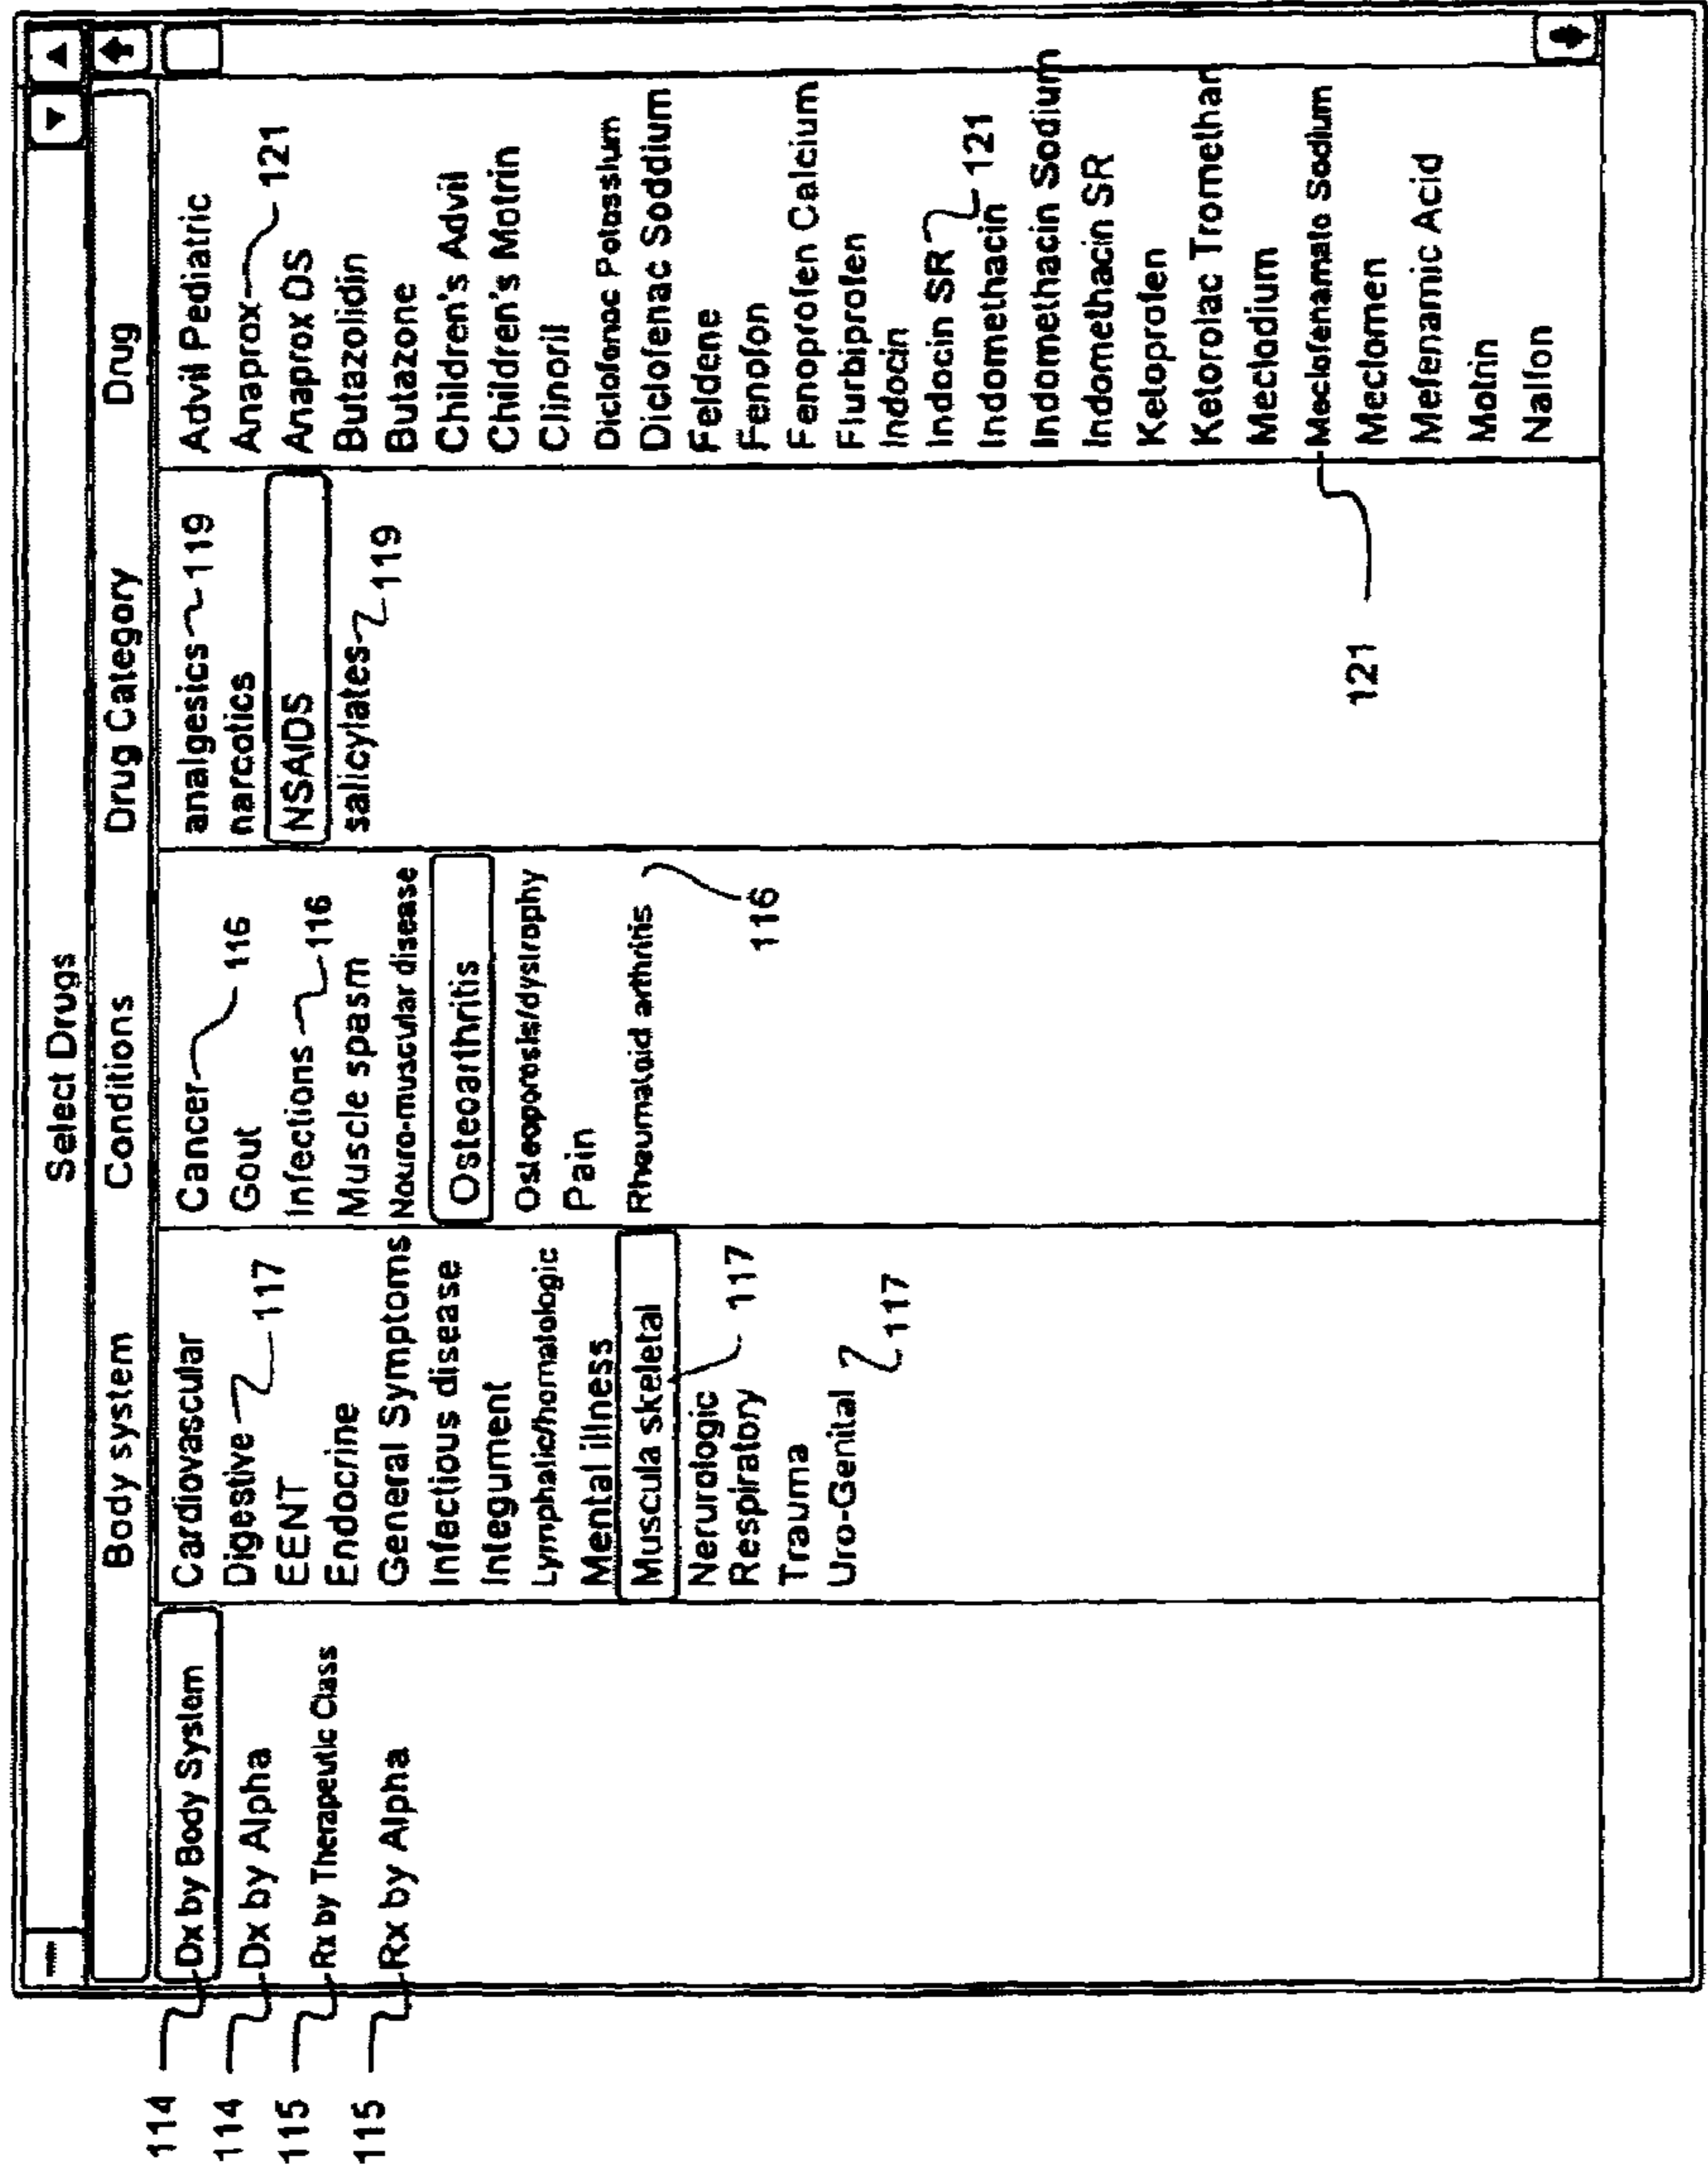 Select Drugs
Body system
Conditions
Drug Category
Drug
114
Dx by Body System
114
Dx by Alpha
115
Rx by Therapeutic Class
115
Rx by Alpha
Cardiovascular
Digestive 117
EENT
Endocrine
General Symptoms
Infectious disease
Integument
Lymphatic/hematologic
Mental illness
Muscula skeletal
117
Nerurologic
Respiratory
Trauma
Uro-Genital 117
Cancer 116
Gout
Infections 116
Muscle spasm
Neuro-muscular disease
Osteoarthritis
Osteoporosis/dystrophy
Pain
Rheumatoid arthritis
116
analgesics 119
narcotics
NSAIDS
salicylates 119
Advil Pediatric
Anaprox 121
Anaprox OS
Butazolidin
Butazone
Children's Advil
Children's Motrin
Clinoril
Diclofenac Potassium
Diclofenac Soddium
Feldene
Fenofon
Fenoprofen Calcium
Flurbiprofen
Indocin
Indocin SR 121
Indomethacin
Indomethacin Sodium
Indomethacin SR
Ketoprofen
Ketorolac Tromethan
Meclodium
Meclofenamato Sodium
121
Meclomen
Mefenamic Acid
Motrin
Nalfon